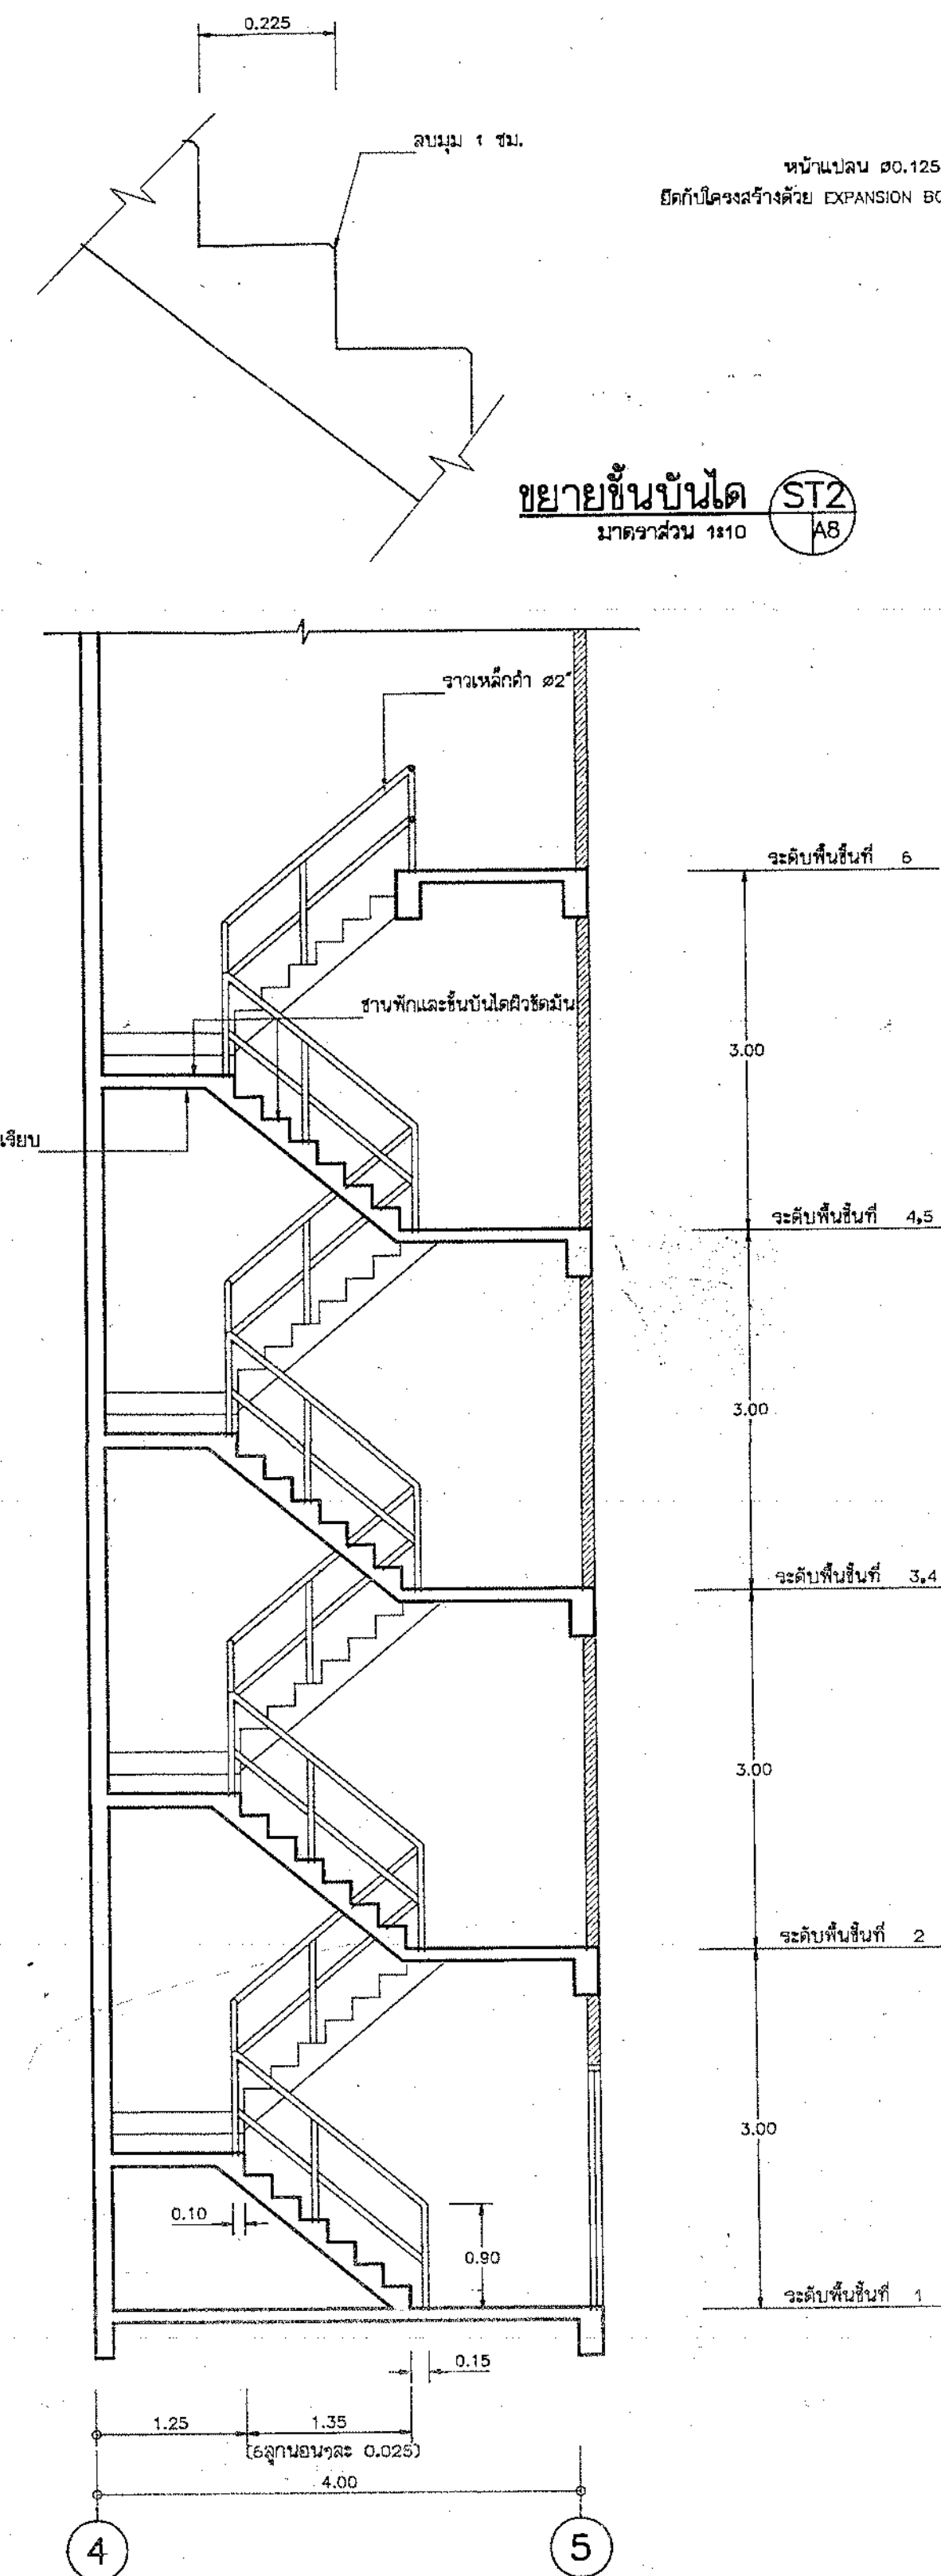 0.225
ลบมุม 1 ซม.
หน้าแปลน ø0.125
ยึดกับโครงสร้างด้วย EXPANSION BO
ขยายขั้นบันได
ST2
มาตราส่วน 1:10
A8
ราวเหล็กดำ ø2"
ระดับพื้นชั้นที่ 6
ชานพักและขั้นบันไดผิวขัดมัน
3.00
เรียบ
ระดับพื้นชั้นที่ 4,5
3.00
ระดับพื้นชั้นที่ 3,4
3.00
ระดับพื้นชั้นที่ 2
3.00
0.10
0.90
ระดับพื้นชั้นที่ 1
0.15
1.25
1.35
(6ลูกนอนๆละ 0.025)
4.00
4
5